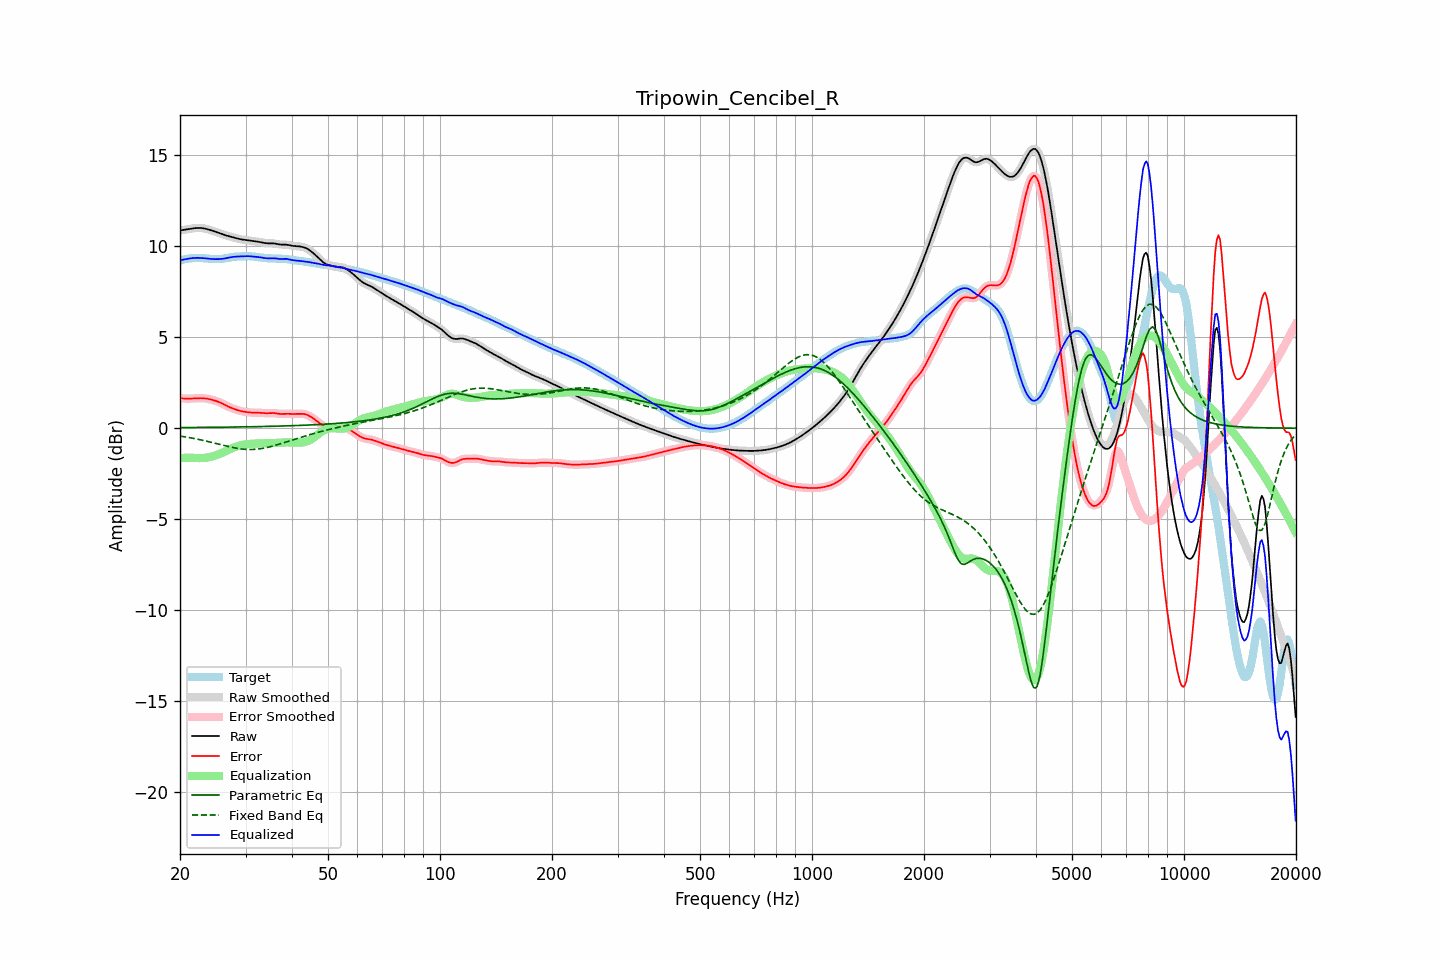 Tripowin_Cencibel_R
15
10
5
0
−5
−10
−15
−20
Amplitude (dBr)
Target
Raw Smoothed
Error Smoothed
Raw
Error
Equalization
Parametric Eq
Fixed Band Eq
Equalized
20 50 100 200 500 1000 2000 5000 10000 20000
Frequency (Hz)